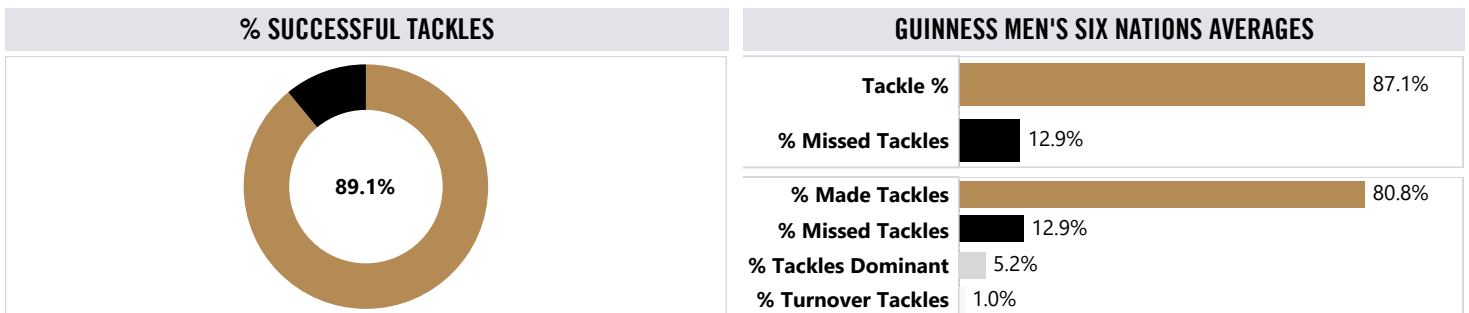 % SUCCESSFUL TACKLES
89.1%
GUINNESS MEN'S SIX NATIONS AVERAGES
Tackle % 87.1%
% Missed Tackles 12.9%
% Made Tackles 80.8%
% Missed Tackles 12.9%
% Tackles Dominant 5.2%
% Turnover Tackles 1.0%